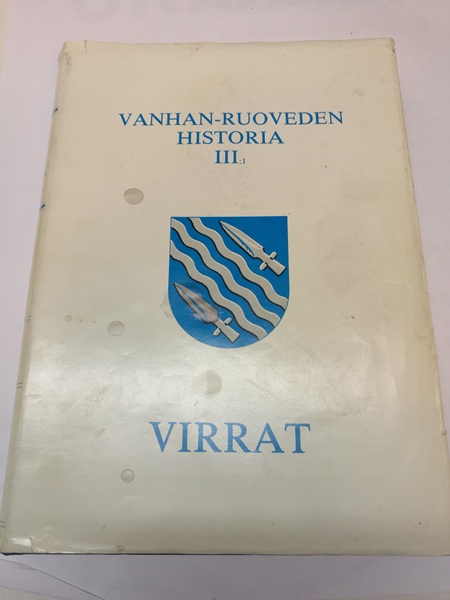 VANHAN-RUOVEDEN
HISTORIA
III:1
VIRRAT